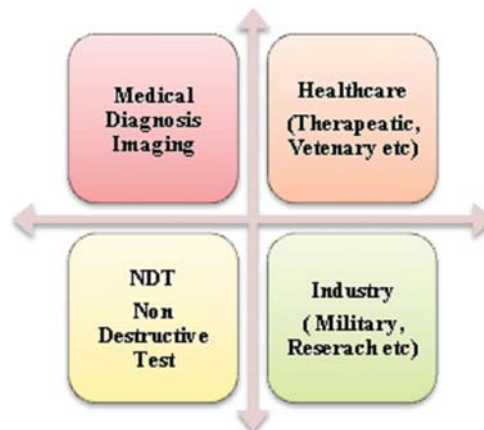 Medical
Diagnosis
Imaging
Healthcare
(Therapeatic,
Vetenary etc)
NDT
Non
Destructive
Test
Industry
( Military,
Reserach etc)